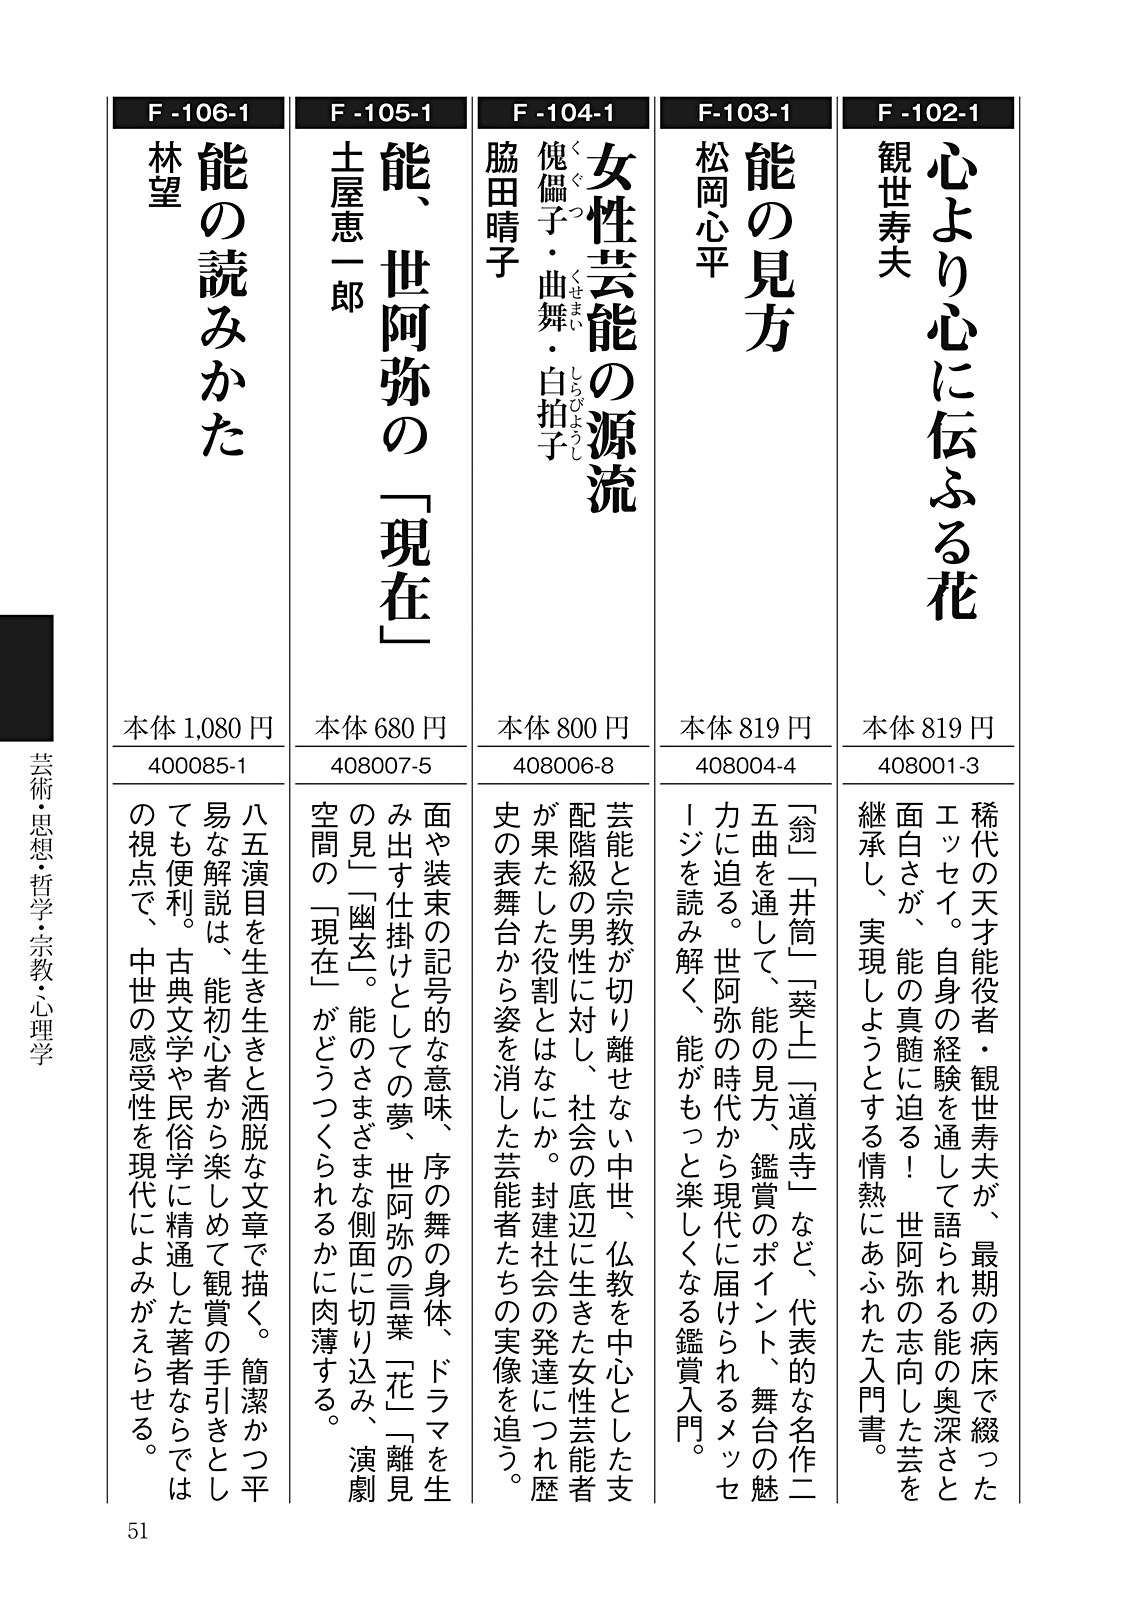 F -102-1
心より心に伝ふる花
観世寿夫
本体 819 円
408001-3
稀代の天才能役者・観世寿夫が、最期の病床で綴った
エッセイ。自身の経験を通して語られる能の奥深さと
面白さが、能の真髄に迫る！　世阿弥の志向した芸を
継承し、実現しようとする情熱にあふれた入門書。
F-103-1
能の見方
松岡心平
本体 819 円
408004-4
「翁」「井筒」「葵上」「道成寺」など、代表的な名作二
五曲を通して、能の見方、鑑賞のポイント、舞台の魅
力に迫る。世阿弥の時代から現代に届けられるメッセ
ージを読み解く、能がもっと楽しくなる鑑賞入門。
F -104-1
女性芸能の源流
くぐつ　くせまい　しらびょうし
傀儡子・曲舞・白拍子
脇田晴子
本体 800 円
408006-8
芸能と宗教が切り離せない中世、仏教を中心とした支
配階級の男性に対し、社会の底辺に生きた女性芸能者
が果たした役割とはなにか。封建社会の発達につれ歴
史の表舞台から姿を消した芸能者たちの実像を追う。
F -105-1
能、世阿弥の「現在」
土屋恵一郎
本体 680 円
408007-5
面や装束の記号的な意味、序の舞の身体、ドラマを生
み出す仕掛けとしての夢、世阿弥の言葉「花」「離見
の見」「幽玄」。能のさまざまな側面に切り込み、演劇
空間の「現在」がどうつくられるかに肉薄する。
F -106-1
能の読みかた
林望
本体 1,080 円
400085-1
八五演目を生き生きと洒脱な文章で描く。簡潔かつ平
易な解説は、能初心者から楽しめて観賞の手引きとし
ても便利。古典文学や民俗学に精通した著者ならでは
の視点で、中世の感受性を現代によみがえらせる。
芸術・思想・哲学・宗教・心理学
51